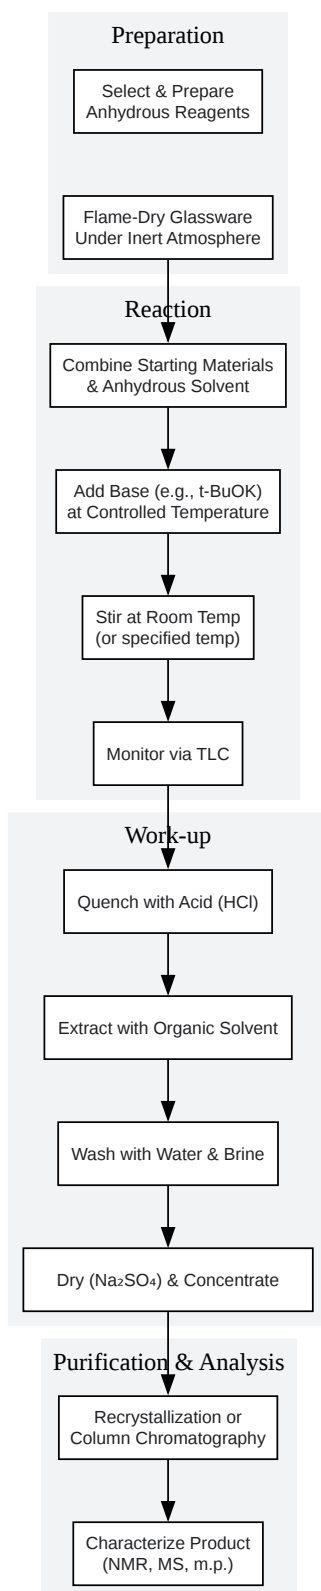 Preparation
Select & Prepare
Anhydrous Reagents
Flame-Dry Glassware
Under Inert Atmosphere
Reaction
Combine Starting Materials
& Anhydrous Solvent
Add Base (e.g., t-BuOK)
at Controlled Temperature
Stir at Room Temp
(or specified temp)
Monitor via TLC
Work-up
Quench with Acid (HCl)
Extract with Organic Solvent
Wash with Water & Brine
Dry (Na₂SO₄) & Concentrate
Purification & Analysis
Recrystallization or
Column Chromatography
Characterize Product
(NMR, MS, m.p.)